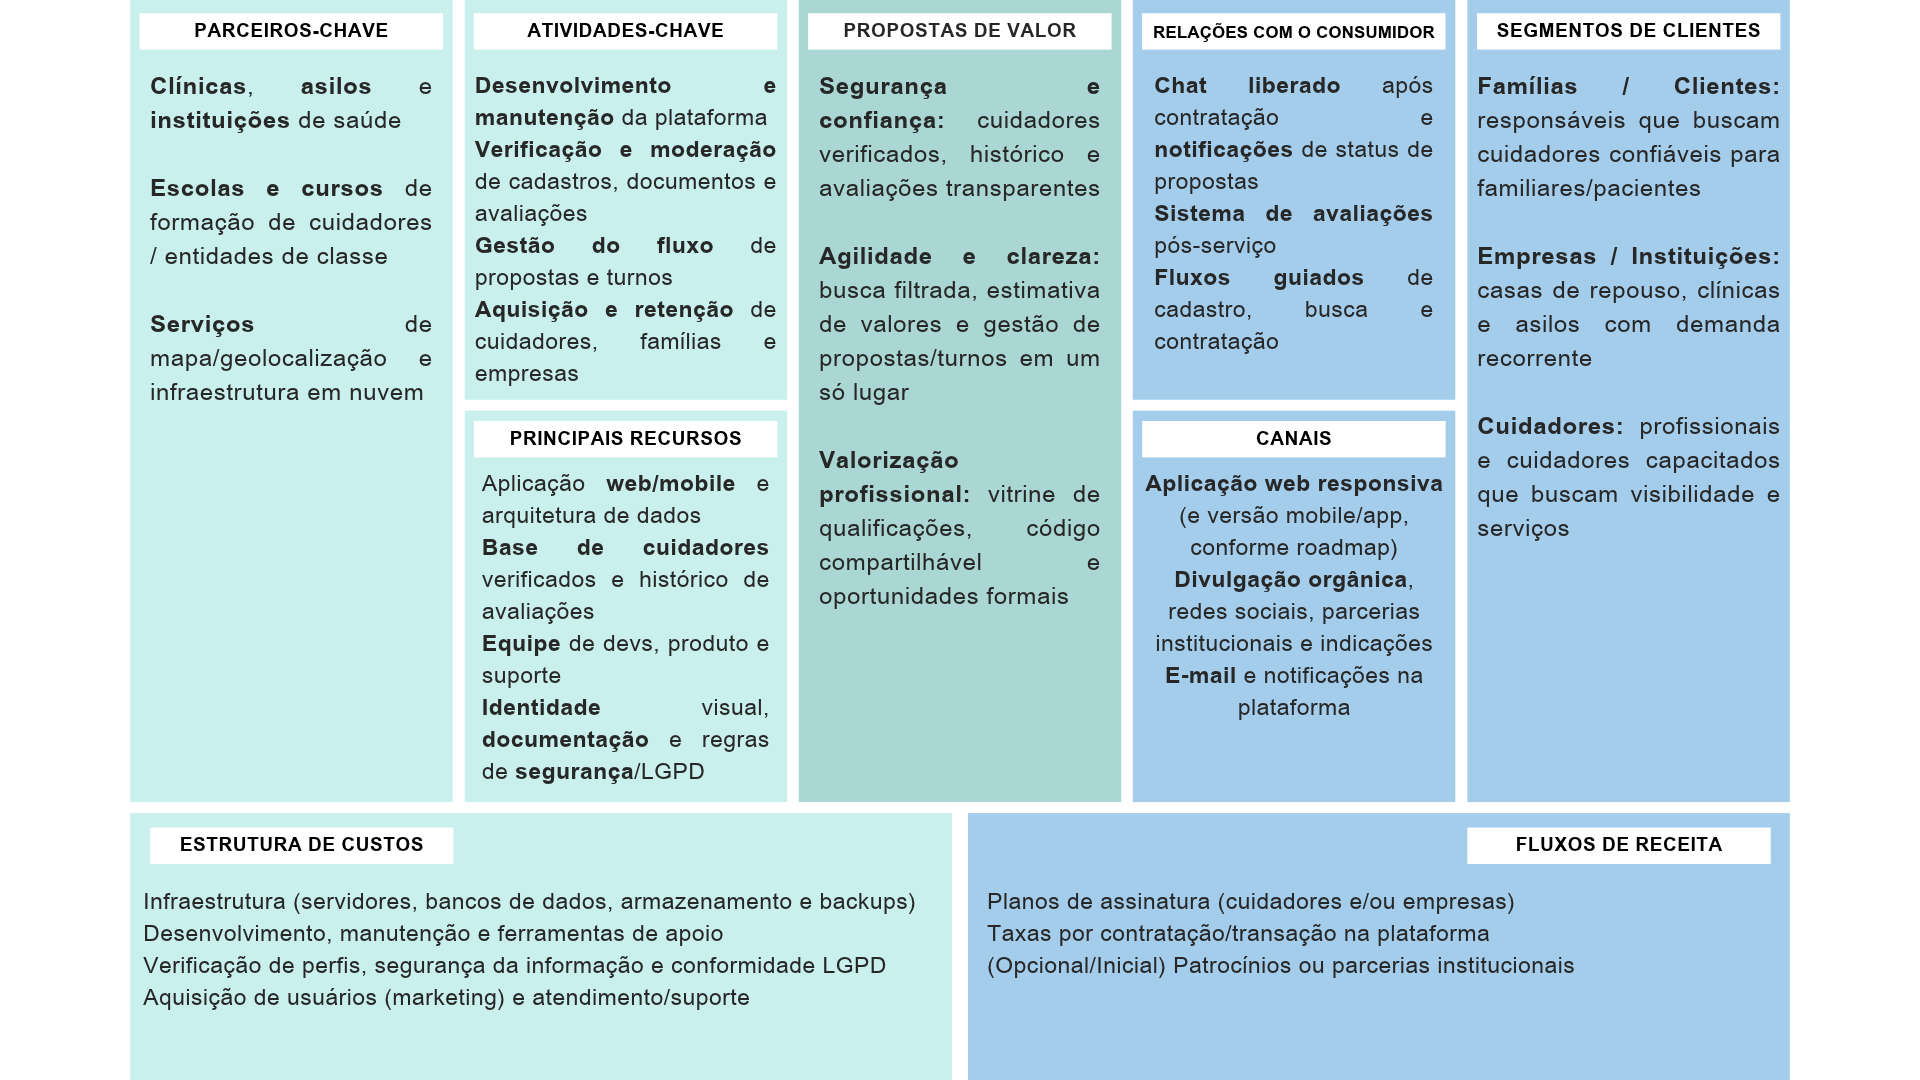 PARCEIROS-CHAVE
Clínicas, asilos e
instituições de saúde
Escolas e cursos de
formação de cuidadores
/ entidades de classe
Serviços de
mapa/geolocalização e
infraestrutura em nuvem
ATIVIDADES-CHAVE
Desenvolvimento e
manutenção da plataforma
Verificação e moderação
de cadastros, documentos e
avaliações
Gestão do fluxo de
propostas e turnos
Aquisição e retenção de
cuidadores, famílias e
empresas
PRINCIPAIS RECURSOS
Aplicação web/mobile e
arquitetura de dados
Base de cuidadores
verificados e histórico de
avaliações
Equipe de devs, produto e
suporte
Identidade visual,
documentação e regras
de segurança/LGPD
PROPOSTAS DE VALOR
Segurança e
confiança: cuidadores
verificados, histórico e
avaliações transparentes
Agilidade e clareza:
busca filtrada, estimativa
de valores e gestão de
propostas/turnos em um
só lugar
Valorização
profissional: vitrine de
qualificações, código
compartilhável e
oportunidades formais
RELAÇÕES COM O CONSUMIDOR
Chat liberado após
contratação e
notificações de status de
propostas
Sistema de avaliações
pós-serviço
Fluxos guiados de
cadastro, busca e
contratação
CANAIS
Aplicação web responsiva
(e versão mobile/app,
conforme roadmap)
Divulgação orgânica,
redes sociais, parcerias
institucionais e indicações
E-mail e notificações na
plataforma
SEGMENTOS DE CLIENTES
Famílias / Clientes:
responsáveis que buscam
cuidadores confiáveis para
familiares/pacientes
Empresas / Instituições:
casas de repouso, clínicas
e asilos com demanda
recorrente
Cuidadores: profissionais
e cuidadores capacitados
que buscam visibilidade e
serviços
ESTRUTURA DE CUSTOS
Infraestrutura (servidores, bancos de dados, armazenamento e backups)
Desenvolvimento, manutenção e ferramentas de apoio
Verificação de perfis, segurança da informação e conformidade LGPD
Aquisição de usuários (marketing) e atendimento/suporte
FLUXOS DE RECEITA
Planos de assinatura (cuidadores e/ou empresas)
Taxas por contratação/transação na plataforma
(Opcional/Inicial) Patrocínios ou parcerias institucionais